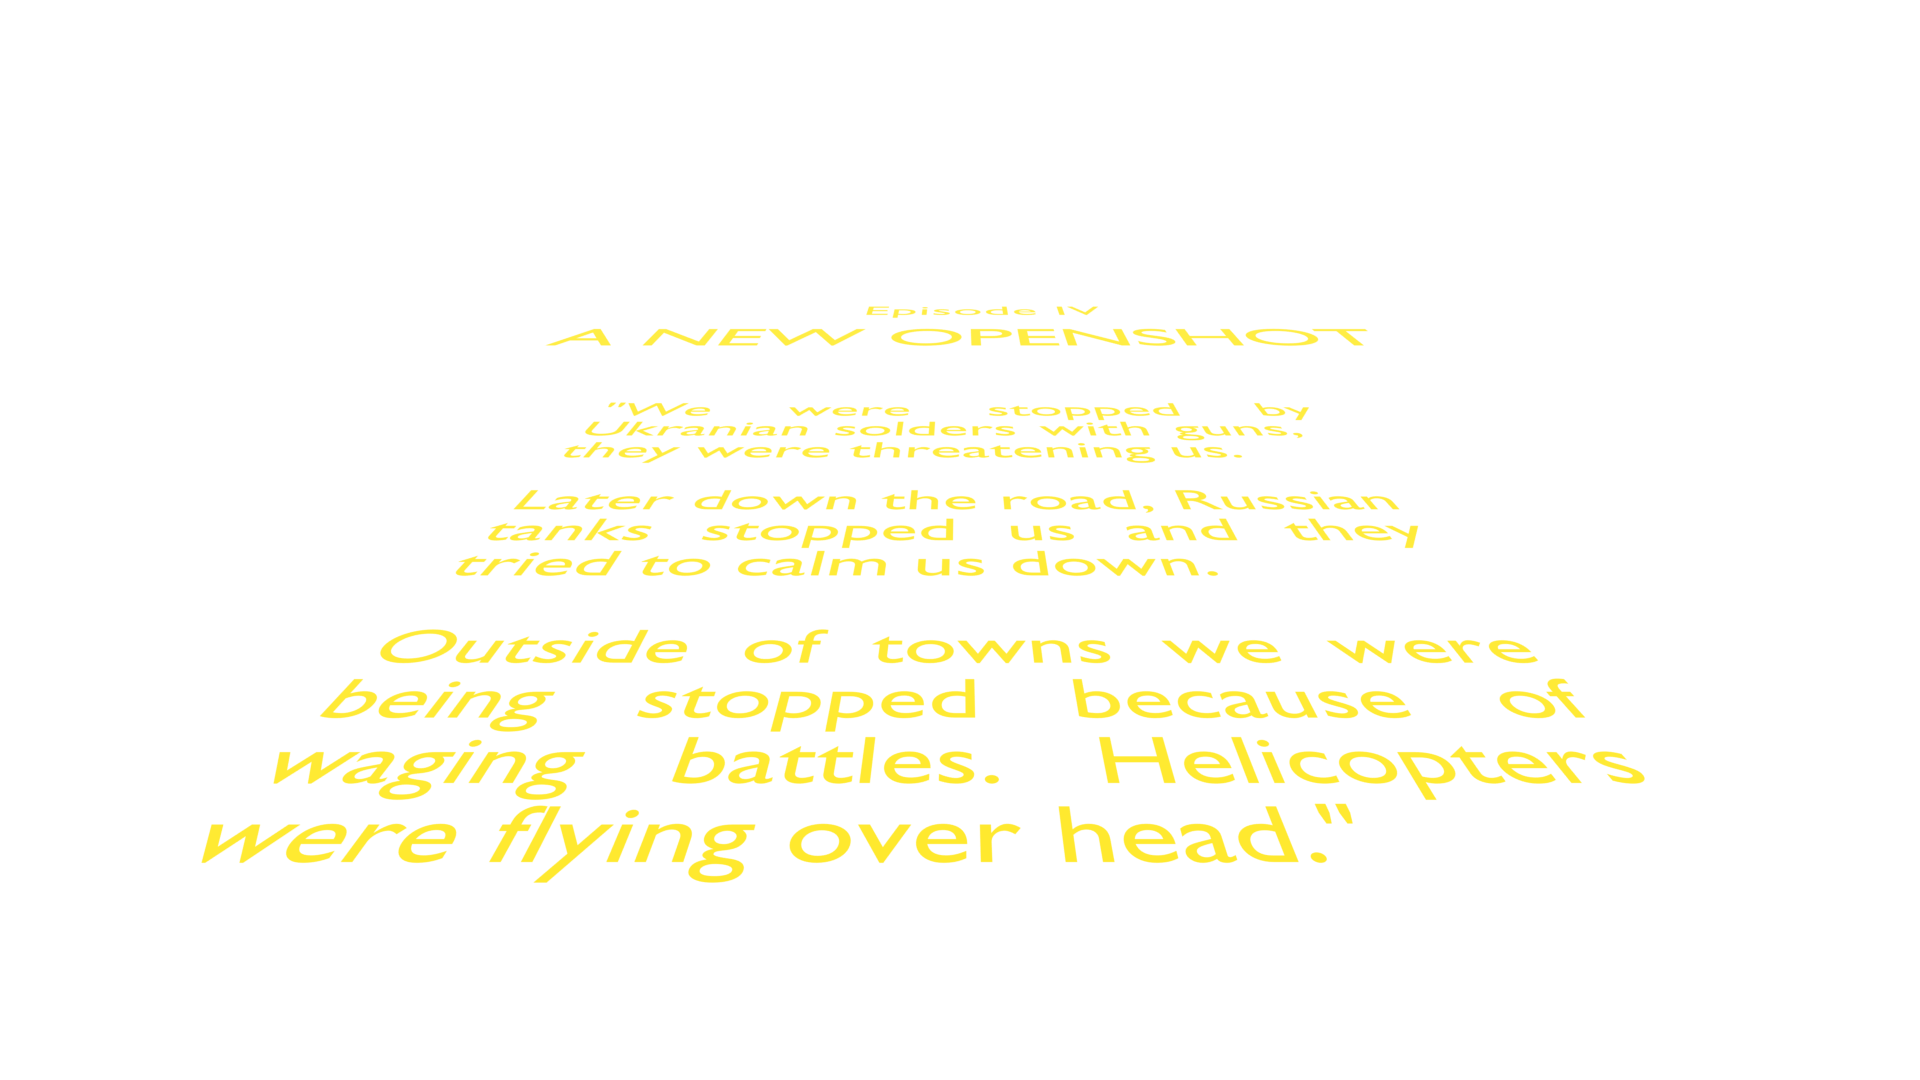 Episode IV
A NEW OPENSHOT
"We were stopped by
Ukranian solders with guns,
they were threatening us.
Later down the road, Russian
tanks stopped us and they
tried to calm us down.
Outside of towns we were
being stopped because of
waging battles. Helicopters
were flying over head."